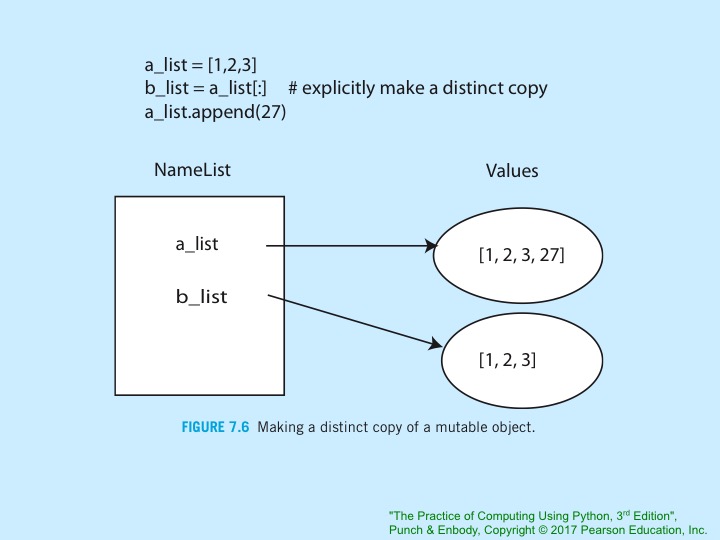 a_list = [1,2,3]
b_list = a_list[:] # explicitly make a distinct copy
a_list.append(27)
NameList
Values
a_list
[1, 2, 3, 27]
b_list
[1, 2, 3]
FIGURE 7.6 Making a distinct copy of a mutable object.
"The Practice of Computing Using Python, 3rd Edition",
Punch & Enbody, Copyright © 2017 Pearson Education, Inc.